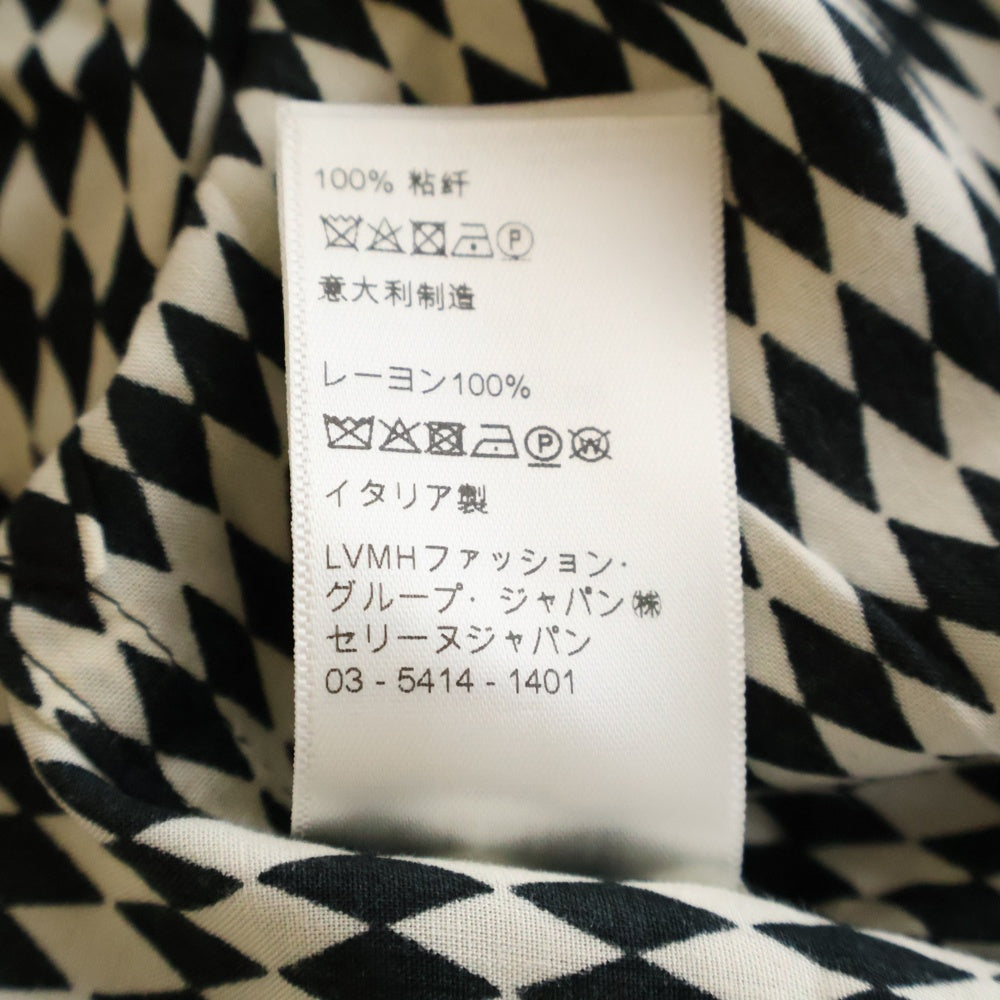 100% 粘纤
P
意大利制造
レーヨン100%
P W
イタリア製
LVMHファッション・
グループ・ジャパン㈱
セリーヌジャパン
03 - 5414 - 1401